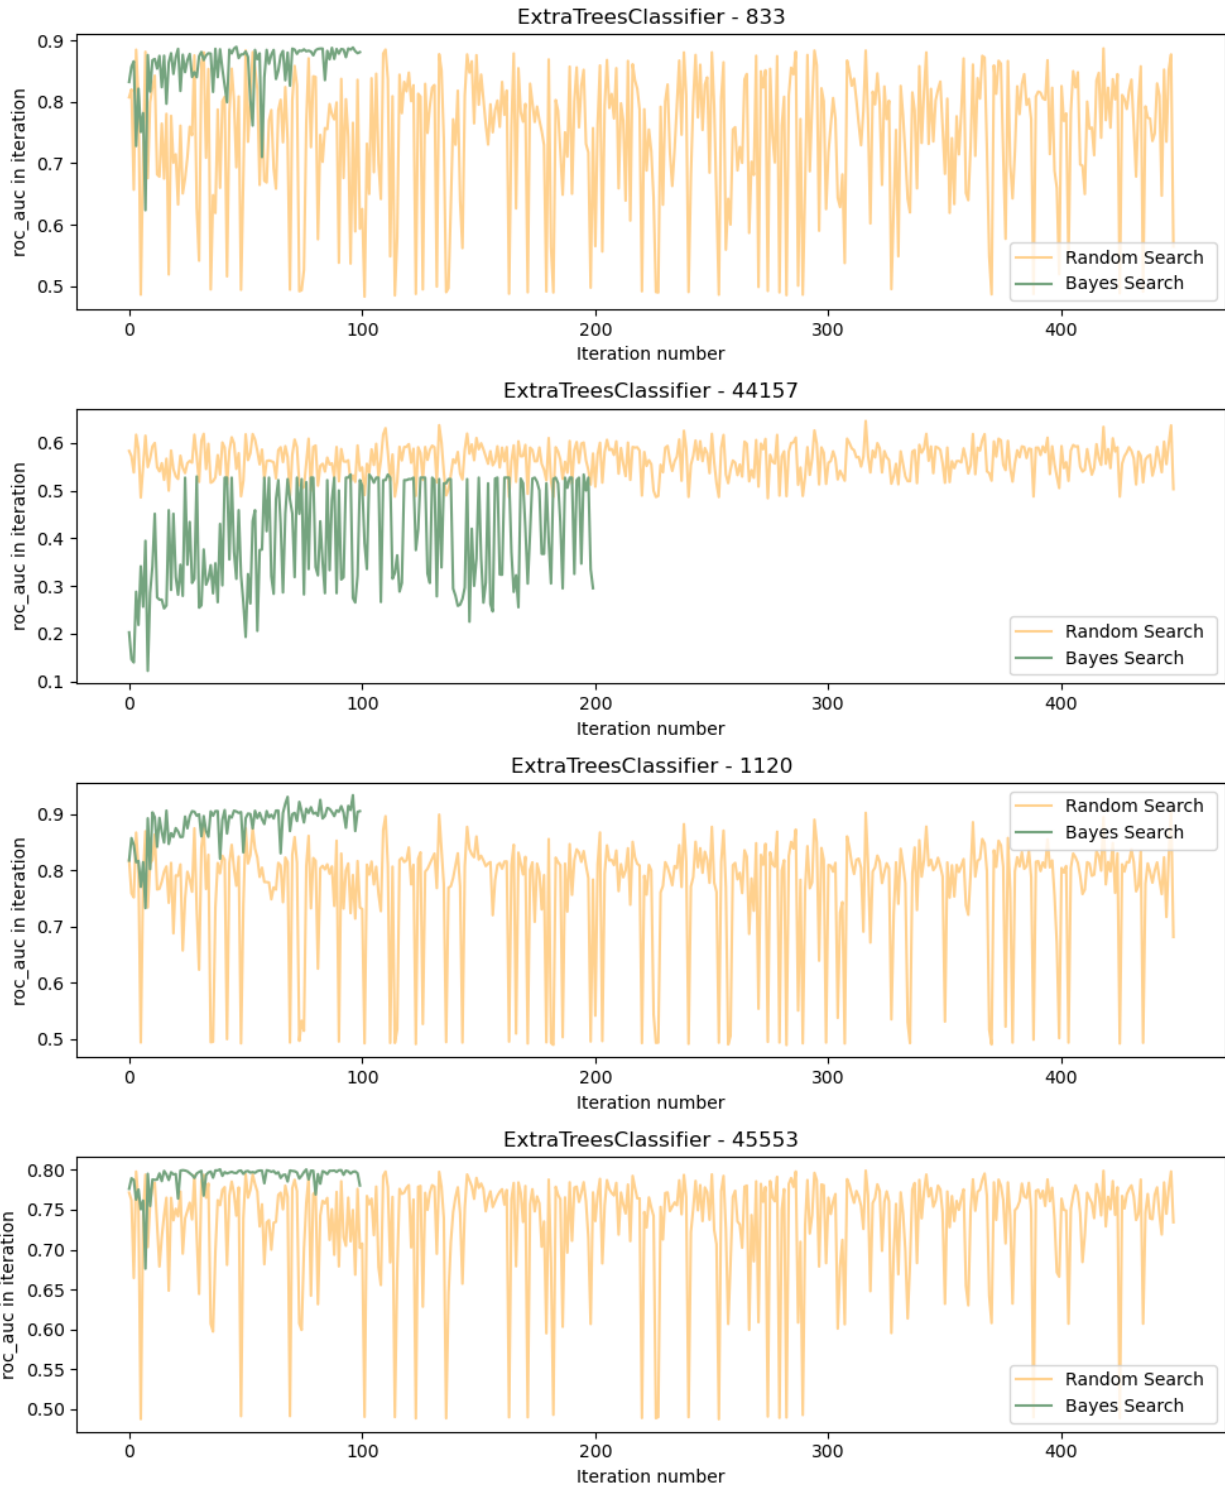 ExtraTreesClassifier - 833
roc_auc in iteration
0.9
0.8
0.7
0.6
0.5
Random Search
Bayes Search
0 100 200 300 400
Iteration number
ExtraTreesClassifier - 44157
roc_auc in iteration
0.6
0.5
0.4
0.3
0.2
0.1
Random Search
Bayes Search
0 100 200 300 400
Iteration number
ExtraTreesClassifier - 1120
roc_auc in iteration
0.9
0.8
0.7
0.6
0.5
Random Search
Bayes Search
0 100 200 300 400
Iteration number
ExtraTreesClassifier - 45553
roc_auc in iteration
0.80
0.75
0.70
0.65
0.60
0.55
0.50
Random Search
Bayes Search
0 100 200 300 400
Iteration number